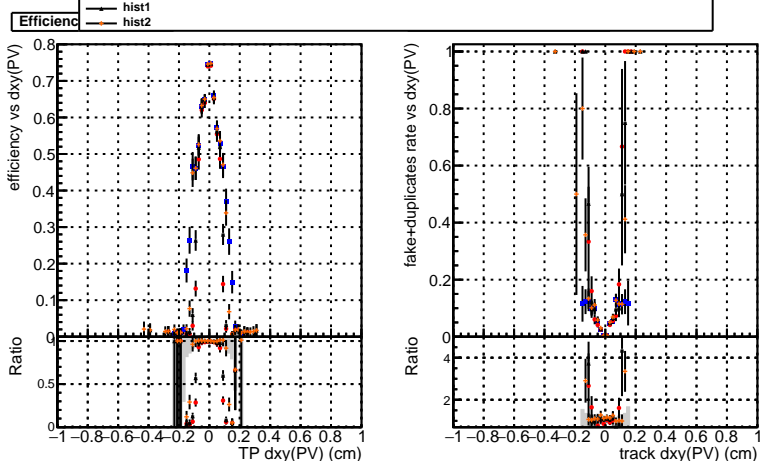 hist1
Efficienc
hist2
efficiency vs dxy(PV)
0.8
0.7
0.6
0.5
0.4
0.3
0.2
0.1
0
Ratio
1
0.5
0
−1 −0.8 −0.6 −0.4 −0.2 0 0.2 0.4 0.6 0.8 1
TP dxy(PV) (cm)
fake+duplicates rate vs dxy(PV)
1
0.8
0.6
0.4
0.2
0
Ratio
4
2
−1 −0.8 −0.6 −0.4 −0.2 0 0.2 0.4 0.6 0.8 1
track dxy(PV) (cm)